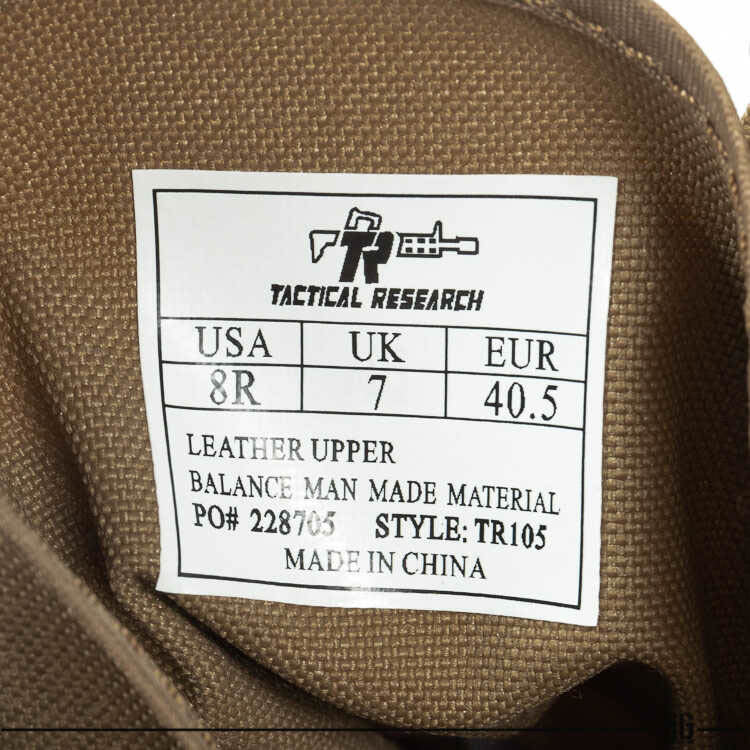 TR
TACTICAL RESEARCH
USA UK EUR
8R 7 40.5
LEATHER UPPER
BALANCE MAN MADE MATERIAL
PO# 228705 STYLE: TR105
MADE IN CHINA